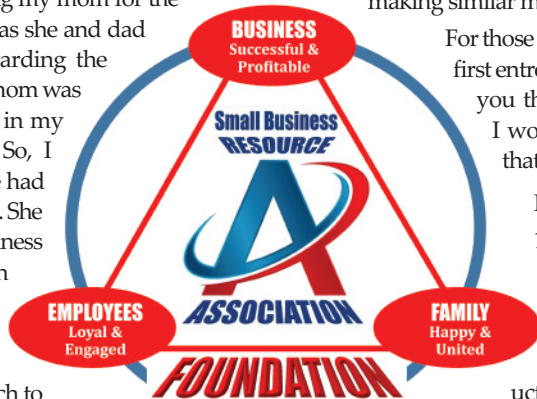 my mom for the
as she and dad
arding the
was
in my
So, I
had
She
ness
ch to
BUSINESS
Successful &
Profitable
Small Business
RESOURCE
A
ASSOCIATION
EMPLOYEES
Loyal &
Engaged
FAMILY
Happy &
United
FOUNDATION
making similar
For those
first entre
you th
I wo
that
uct